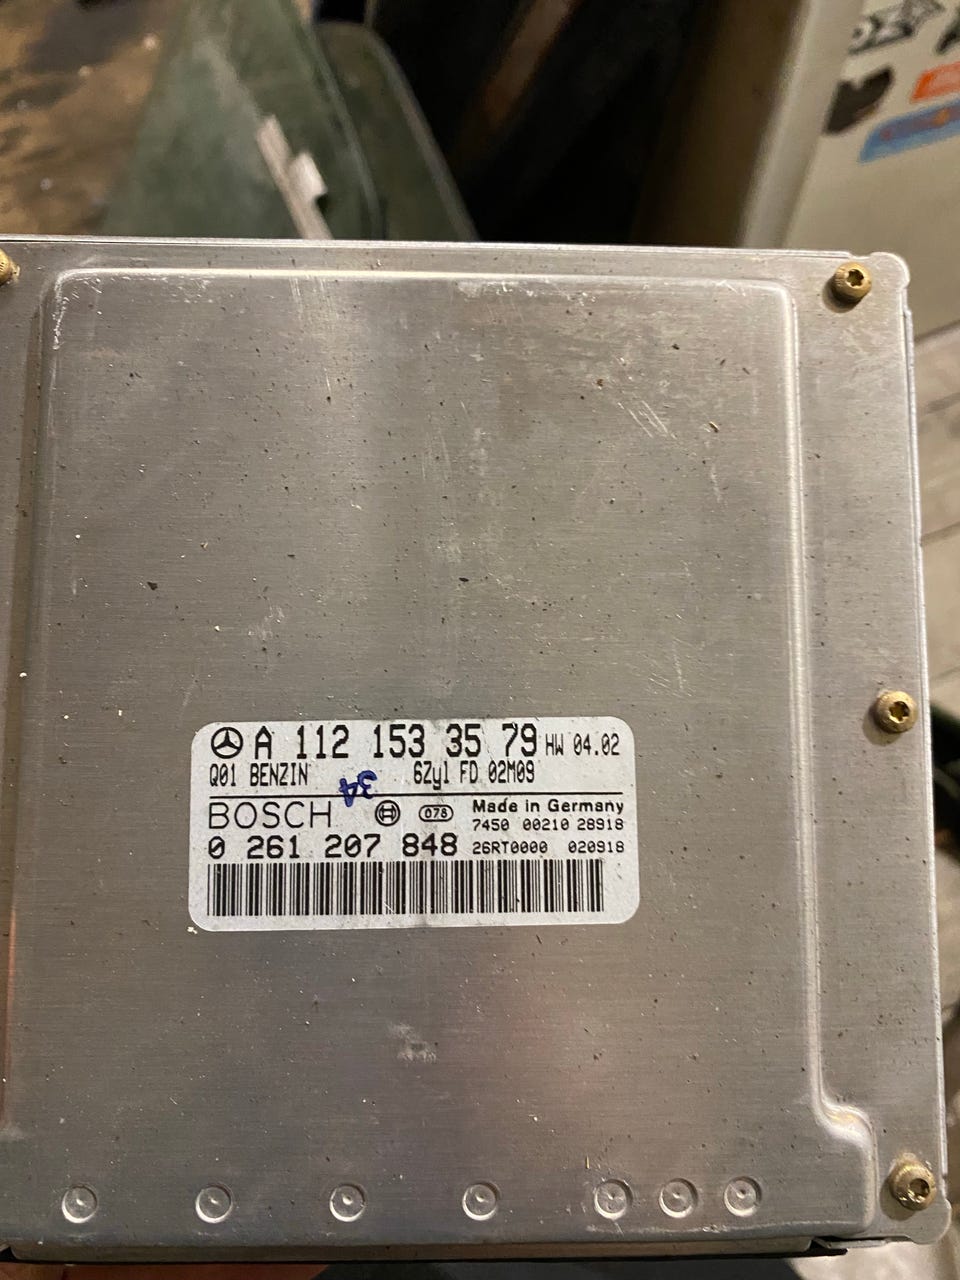 A 112 153 35 79 HW 04.02
Q01 BENZIN 6Zyl FD 02M09
34
BOSCH 078 Made in Germany
7450 00210 28918
0 261 207 848 26RT0000 020918